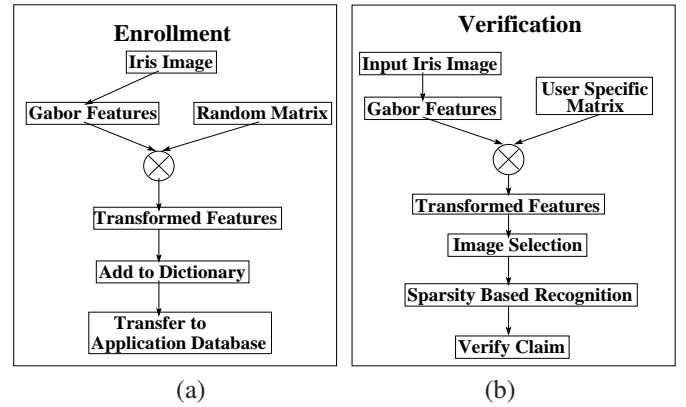 Enrollment
Iris Image
Gabor Features
Random Matrix
Transformed Features
Add to Dictionary
Transfer to
Application Database
(a)
Verification
Input Iris Image
Gabor Features
User Specific
Matrix
Transformed Features
Image Selection
Sparsity Based Recognition
Verify Claim
(b)